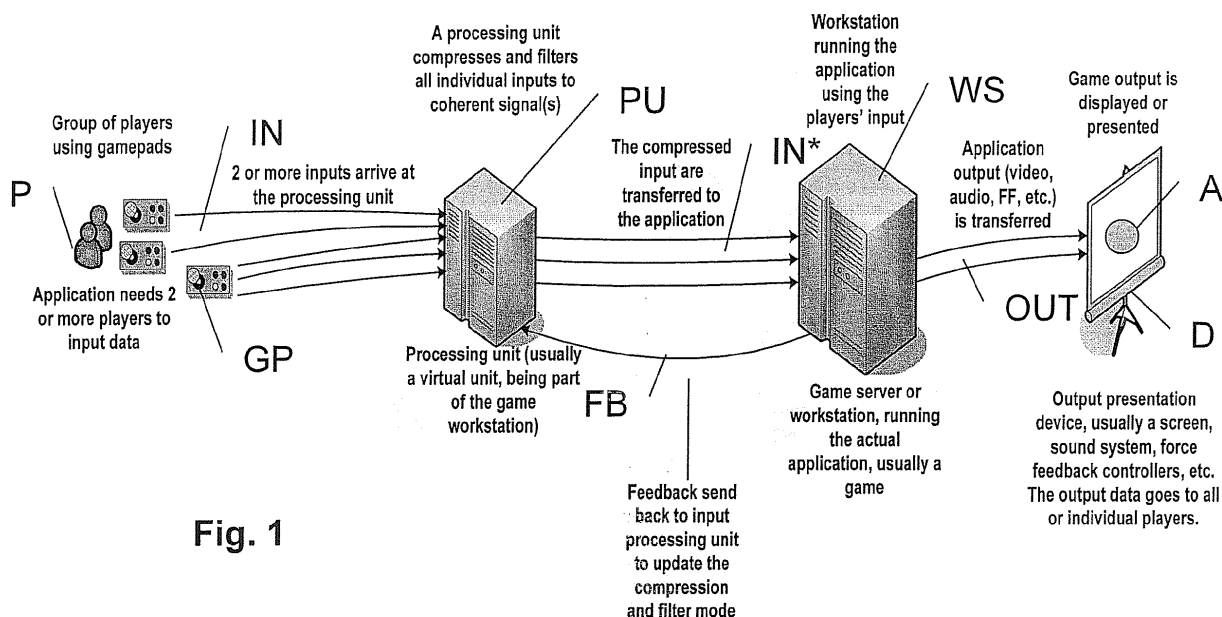 A processing unit
compresses and filters
all individual inputs to
coherent signal(s)
PU
Workstation
running the
application
using the
players' input
WS
Game output is
displayed or
presented
Group of players
using gamepads
IN
2 or more inputs arrive at
the processing unit
P
The compressed
input are
transferred to
the application
IN*
Application
output (video,
audio, FF, etc.)
is transferred
A
Application needs 2
or more players to
input data
GP
Processing unit (usually
a virtual unit, being part
of the game
workstation)
FB
OUT
D
Game server or
workstation, running
the actual
application, usually a
game
Output presentation
device, usually a screen,
sound system, force
feedback controllers, etc.
The output data goes to all
or individual players.
Feedback send
back to input
processing unit
to update the
compression
and filter mode
Fig. 1